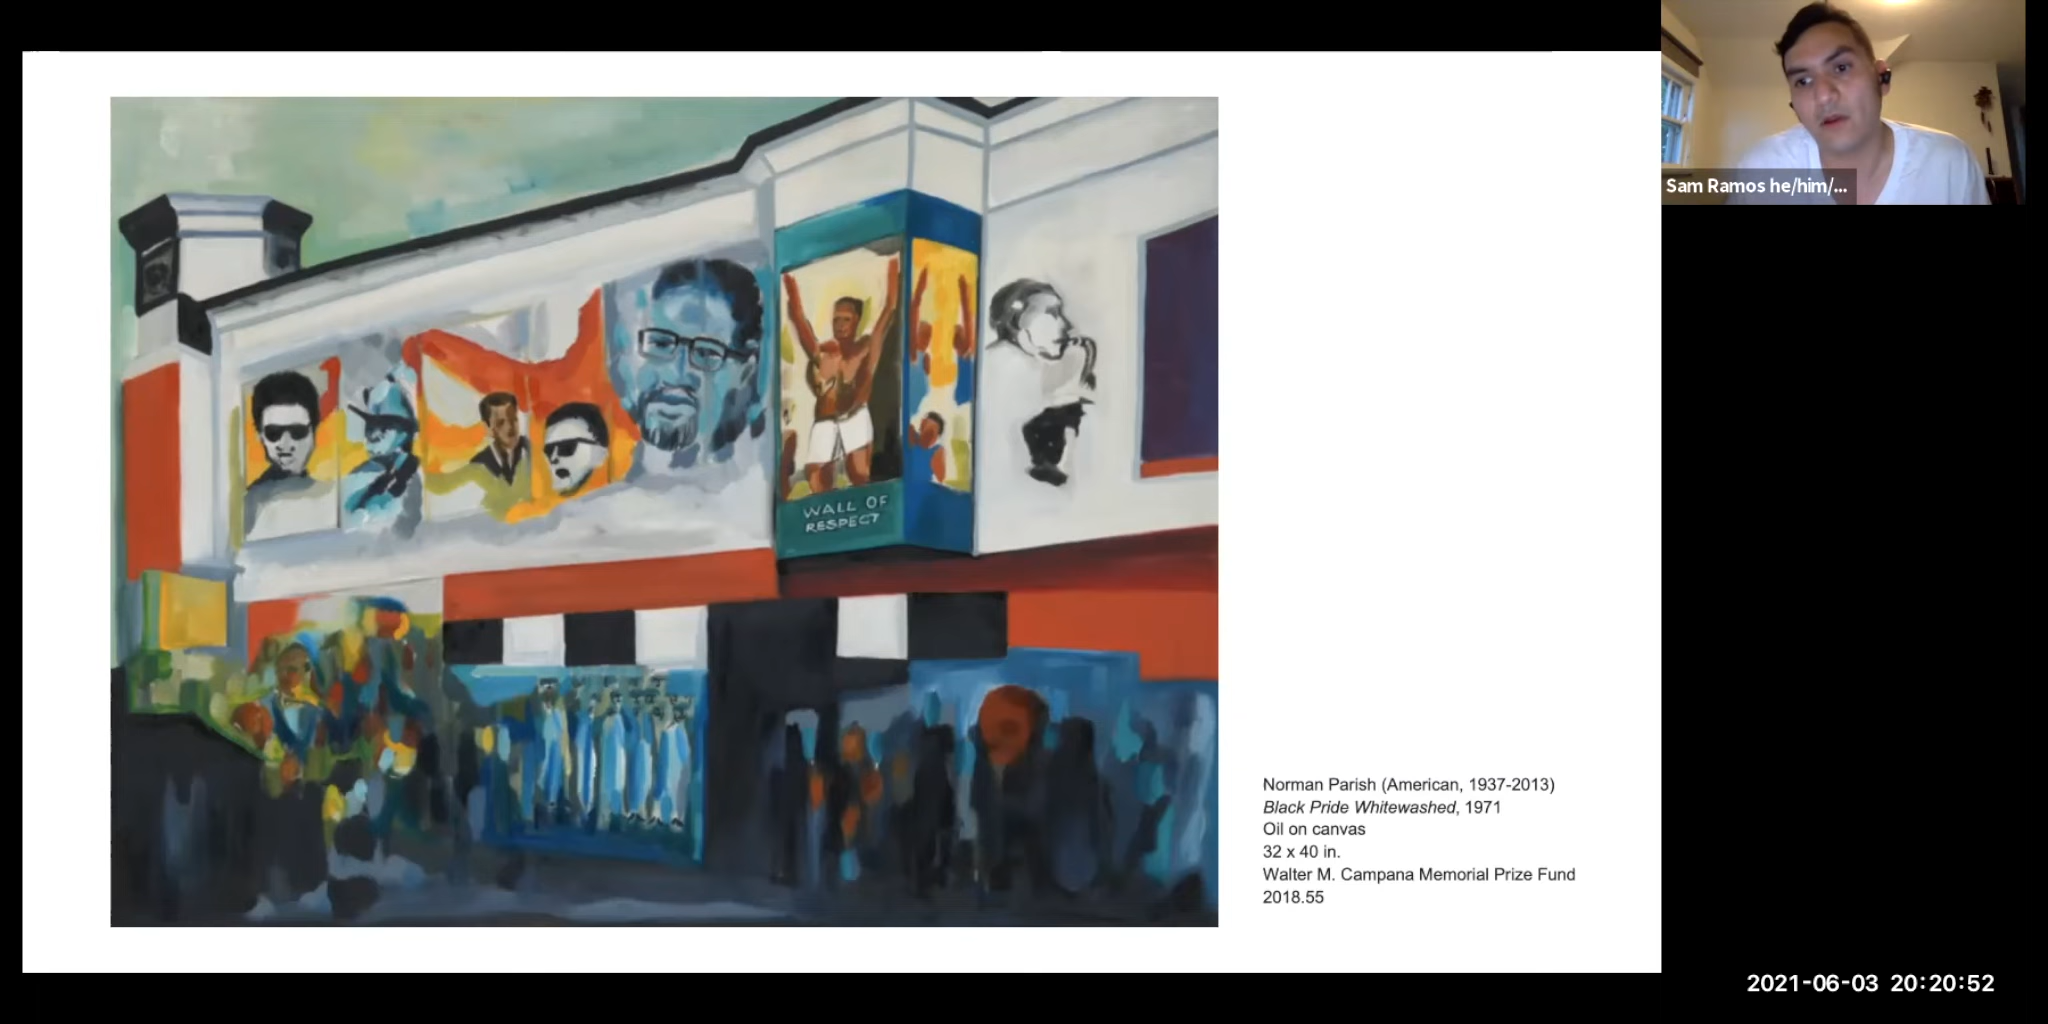 Sam Ramos he/him/...
WALL OF
RESPECT
Norman Parish (American, 1937-2013)
Black Pride Whitewashed, 1971
Oil on canvas
32 x 40 in.
Walter M. Campana Memorial Prize Fund
2018.55
2021-06-03 20:20:52